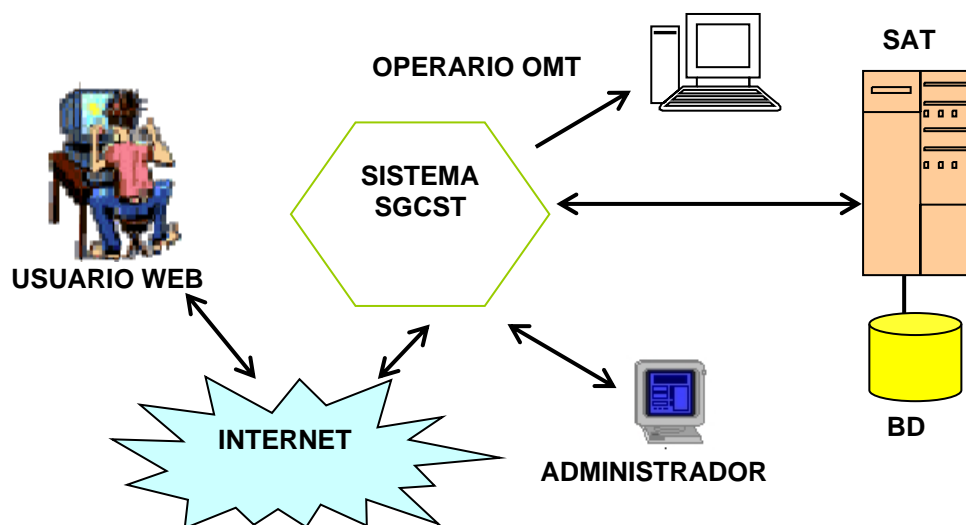 SAT
OPERARIO OMT
SISTEMA
SGCST
USUARIO WEB
INTERNET
ADMINISTRADOR
BD